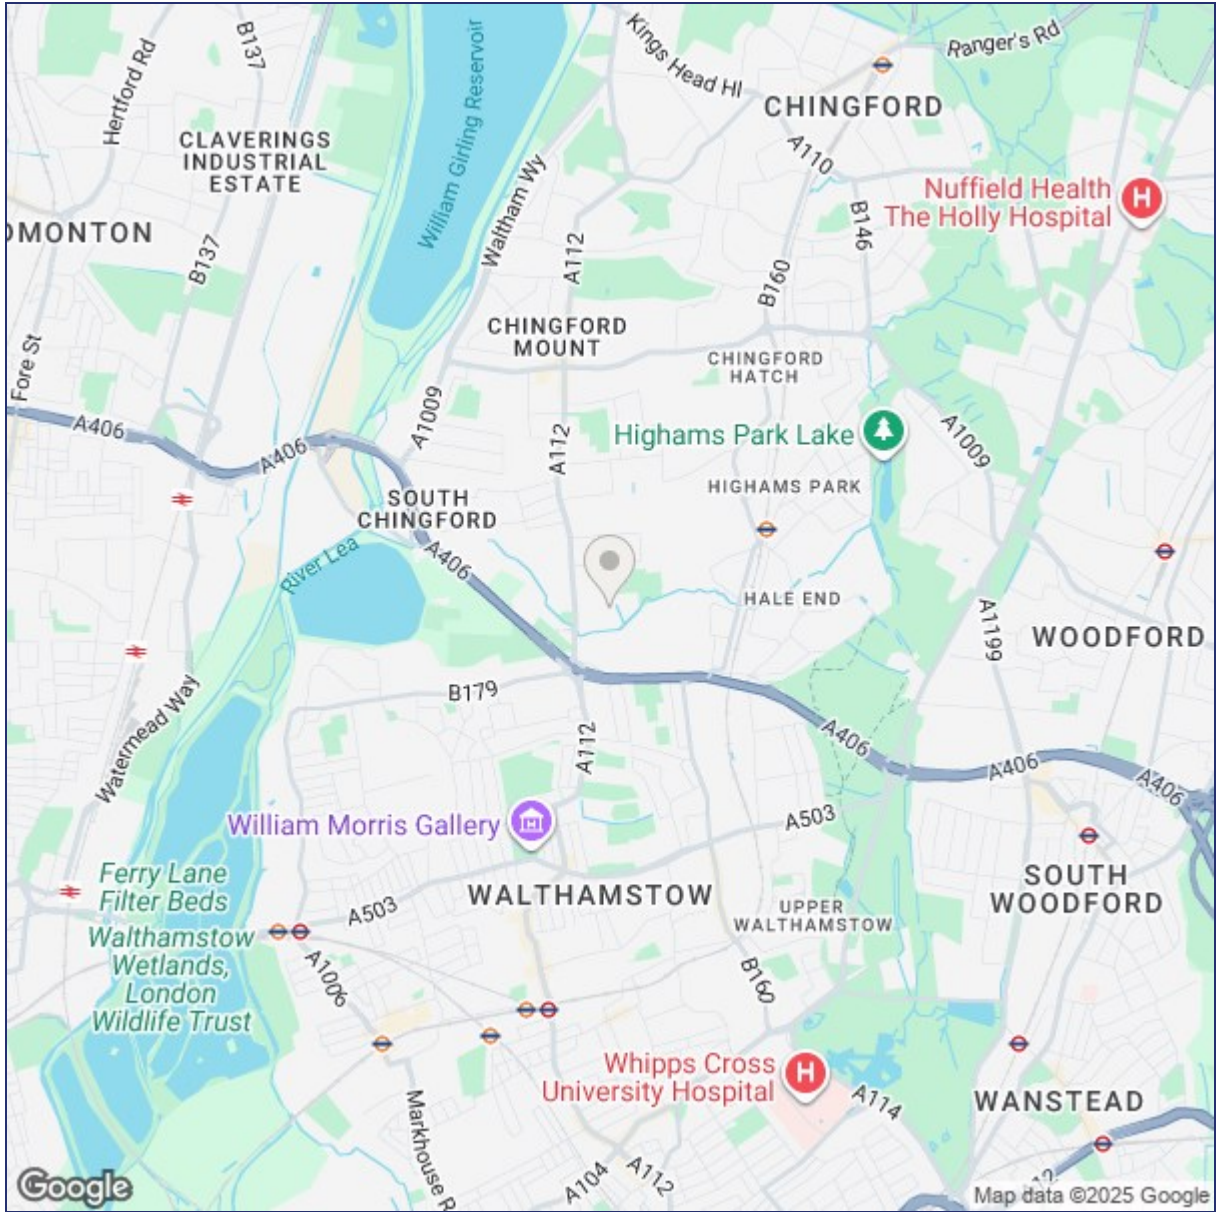 Hertford Rd
B137
William Girling Reservoir
Kings Head Hl
Ranger's Rd
CHINGFORD
CLAVERINGS
INDUSTRIAL
ESTATE
A110
Nuffield Health
The Holly Hospital
Waltham Wy
DMONTON
B137
A112
B146
B160
CHINGFORD
MOUNT
Fore St
CHINGFORD
HATCH
A1009
A406
A406
A112
Highams Park Lake
A1009
HIGHAMS PARK
SOUTH
CHINGFORD
River Lea
A406
HALE END
A1199
WOODFORD
Watermead Way
B179
A112
A406
A406
A406
William Morris Gallery
A503
Ferry Lane
Filter Beds
WALTHAMSTOW
SOUTH
WOODFORD
A503
UPPER
WALTHAMSTOW
Walthamstow
Wetlands,
London
Wildlife Trust
A1006
B160
Whipps Cross
University Hospital
A114
WANSTEAD
Markhouse R
A104
A112
12
Google
Map data ©2025 Google